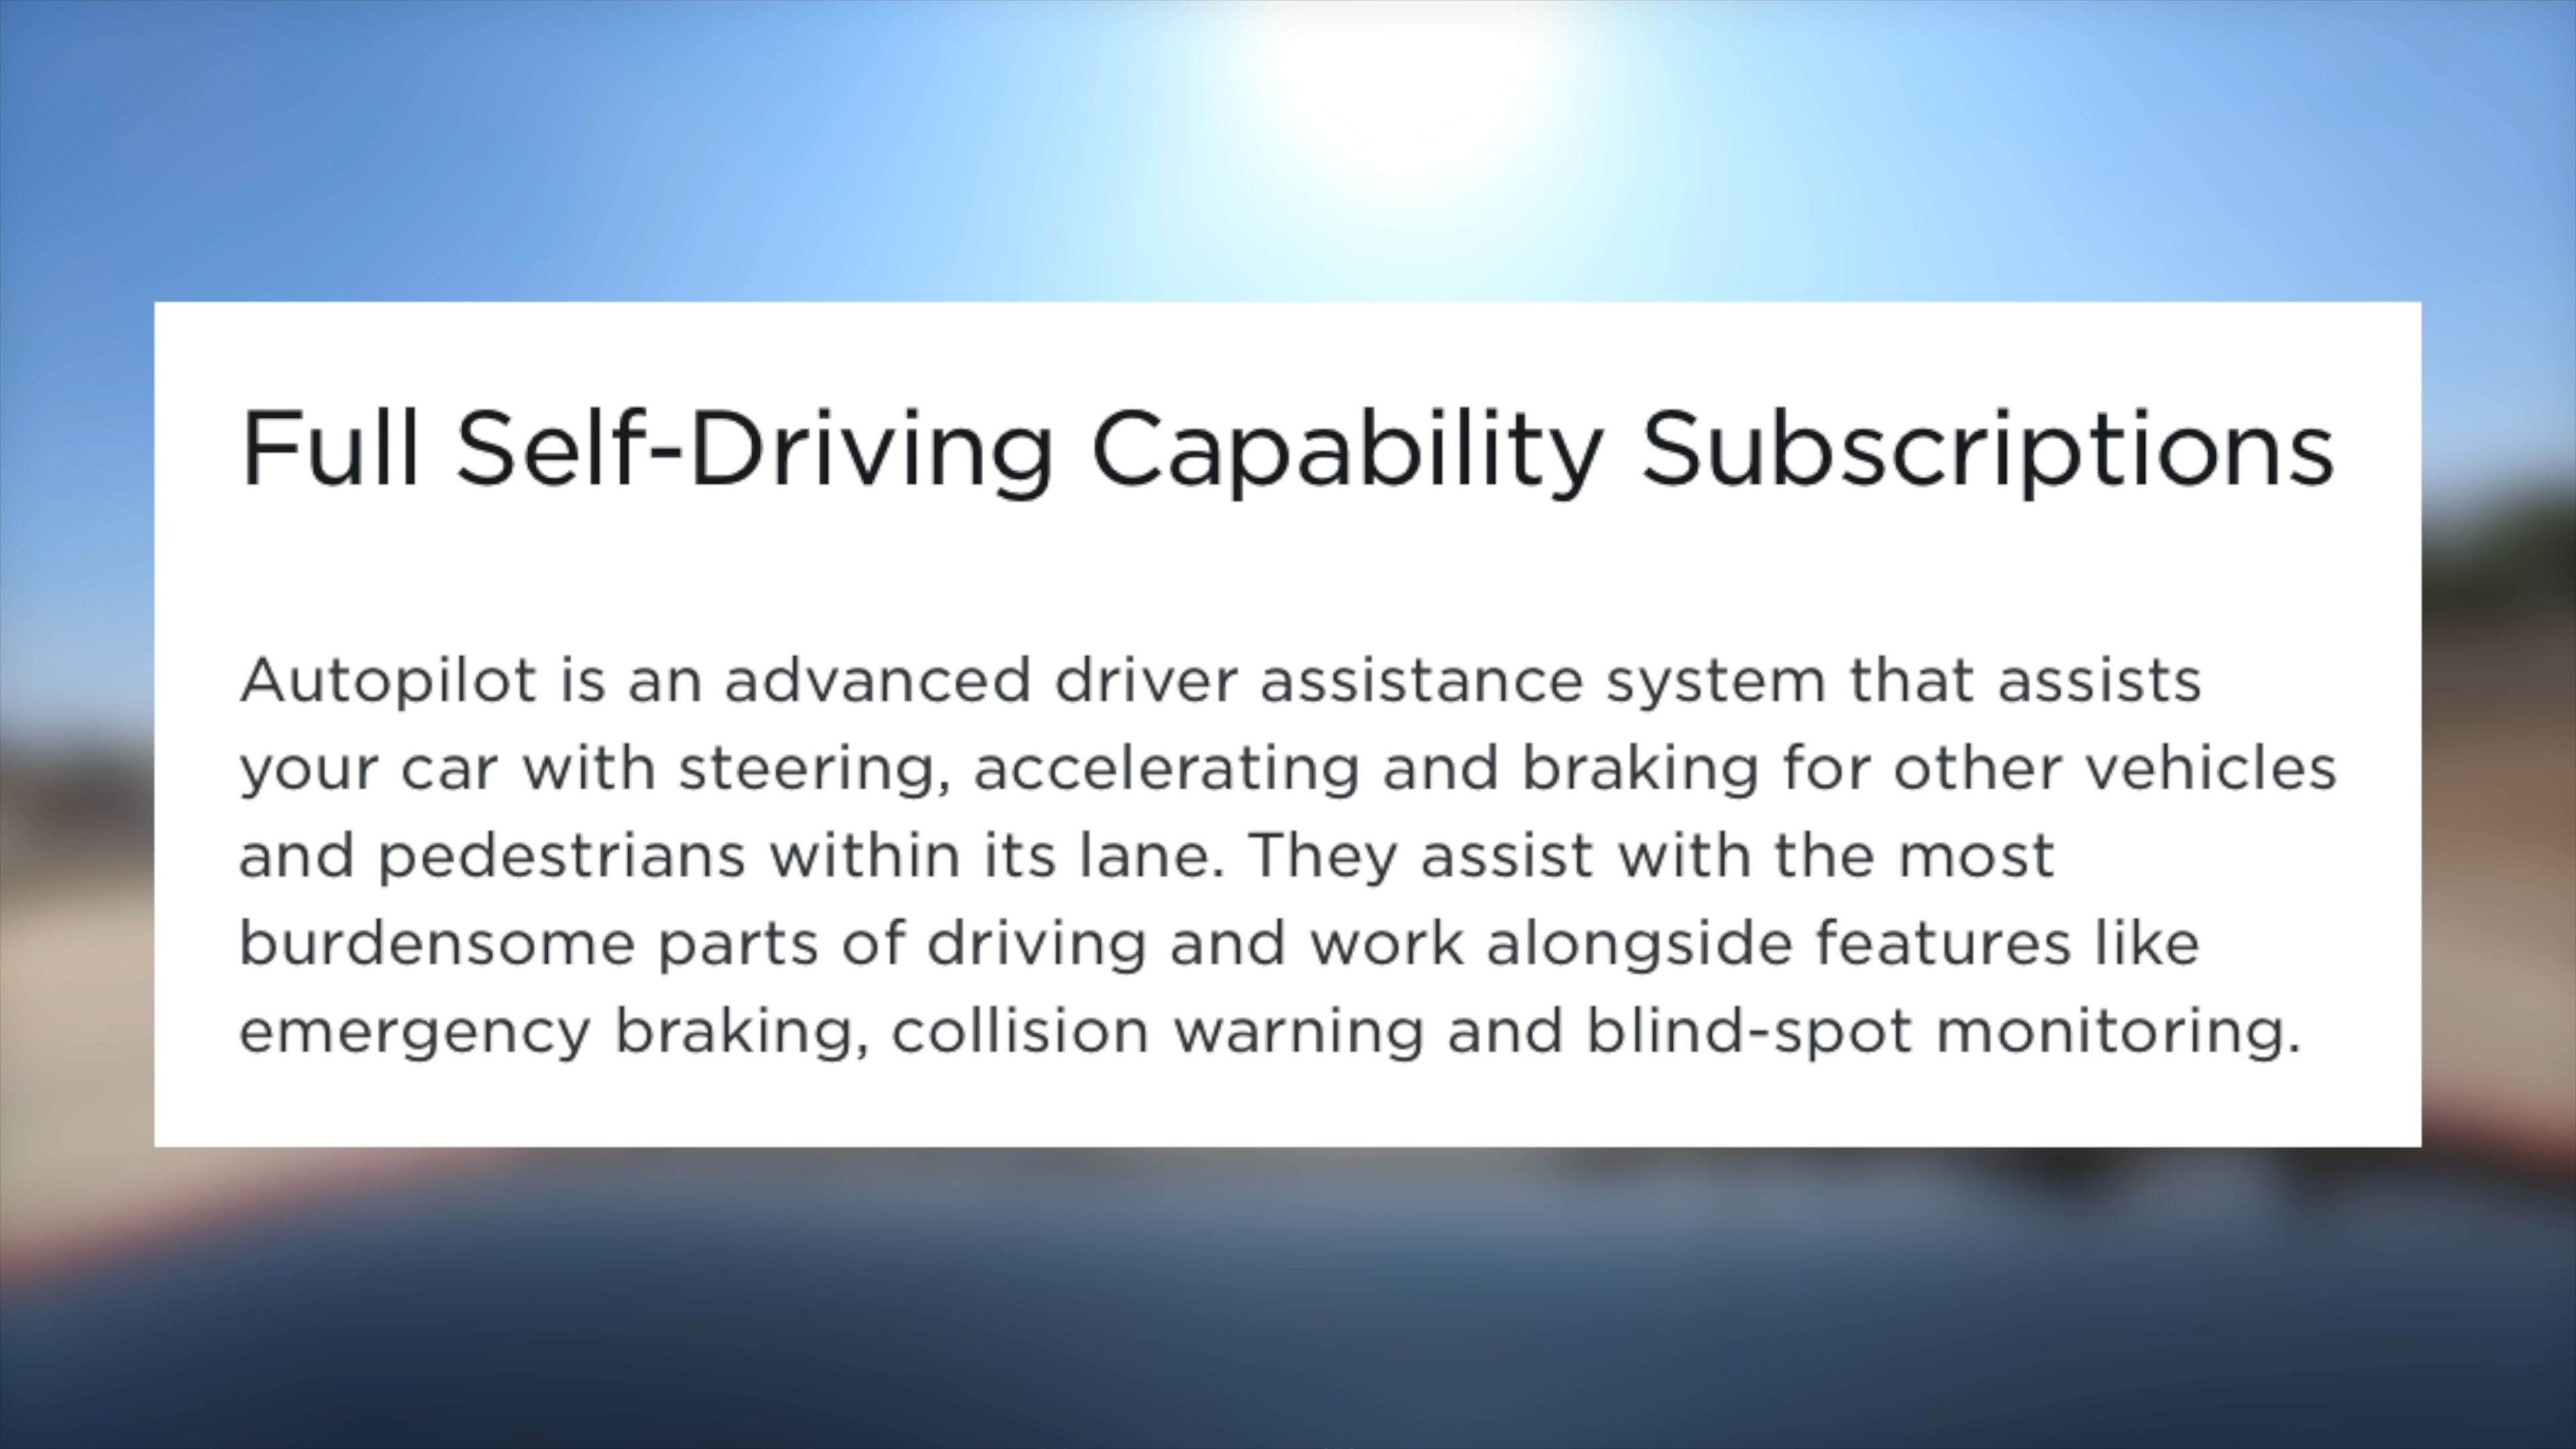 Full Self-Driving Capability Subscriptions
Autopilot is an advanced driver assistance system that assists
your car with steering, accelerating and braking for other vehicles
and pedestrians within its lane. They assist with the most
burdensome parts of driving and work alongside features like
emergency braking, collision warning and blind-spot monitoring.